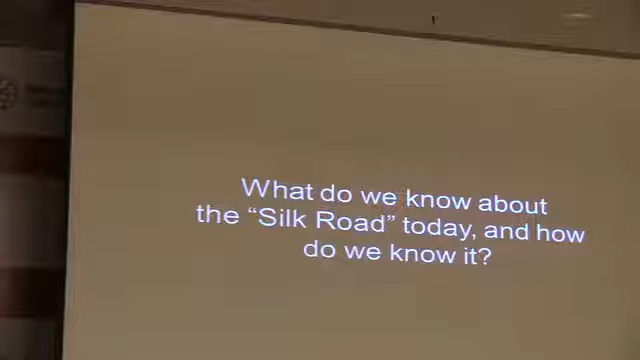 What do we know about
the “Silk Road” today, and how
do we know it?